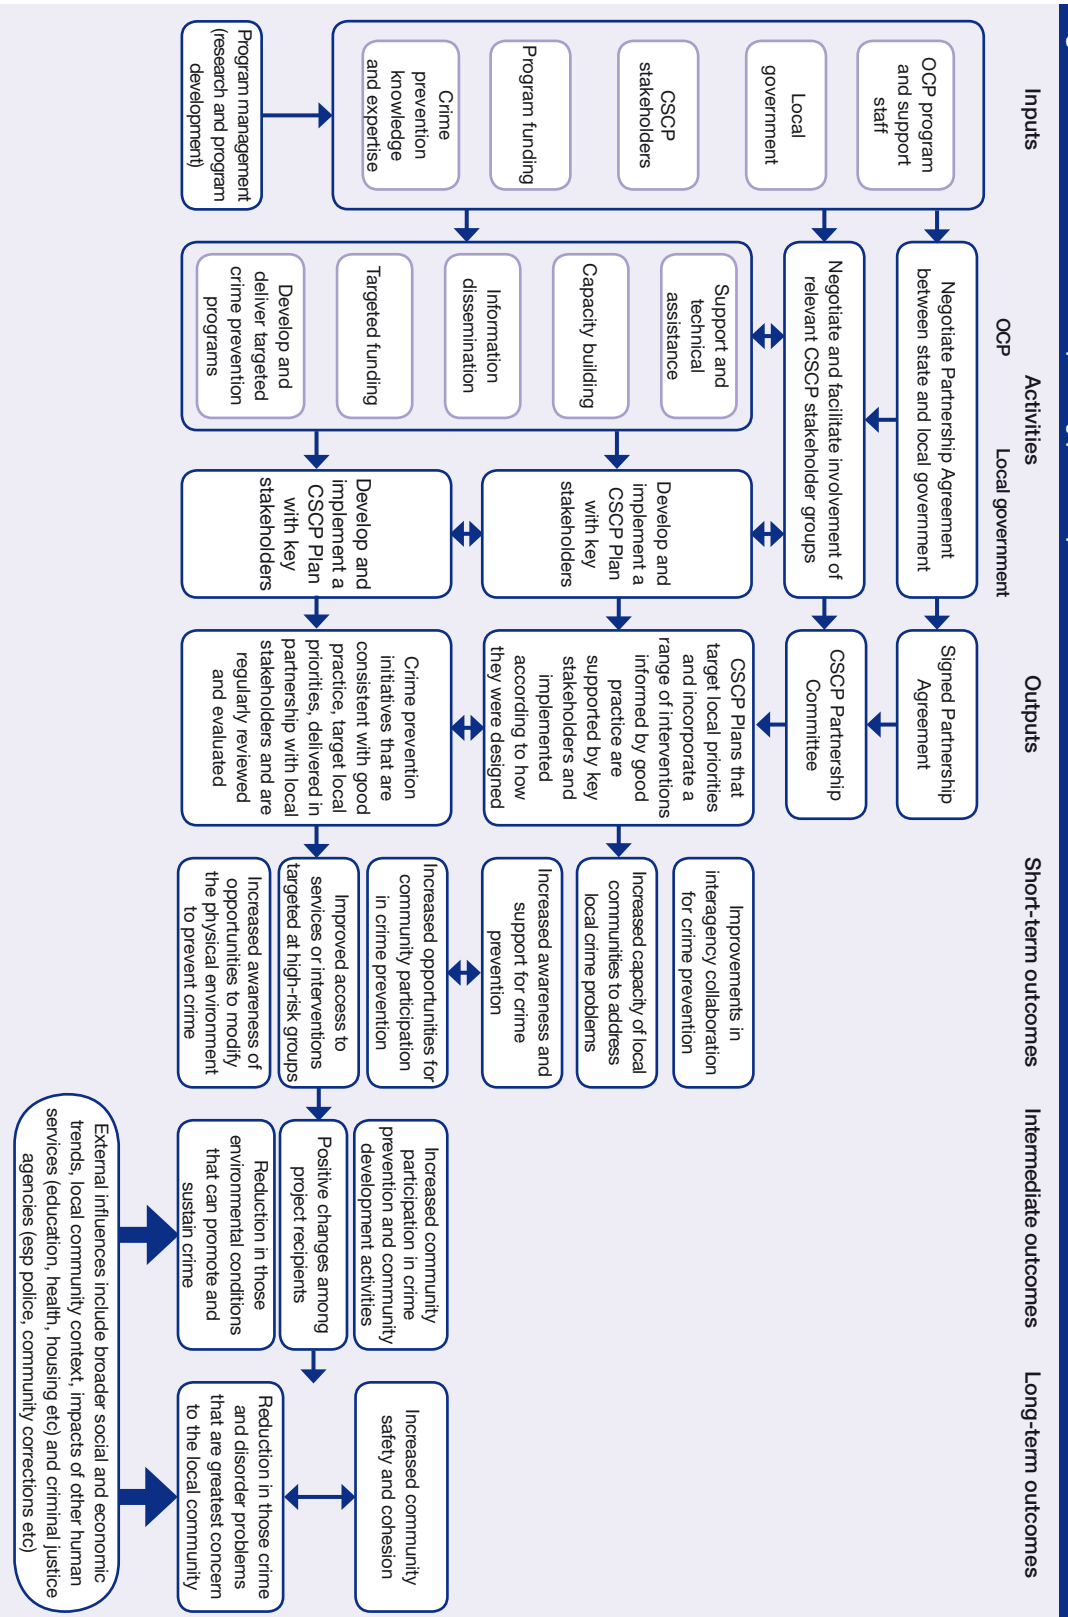 Inputs
Activities
OCP
Local government
Outputs
Short-term outcomes
Intermediate outcomes
Long-term outcomes
OCP program
and support
staff
Local
government
CSCP
stakeholders
Program funding
Crime
prevention
knowledge
and expertise
Program management
(research and program
development)
Negotiate Partnership Agreement
between state and local government
Negotiate and facilitate involvement of
relevant CSCP stakeholder groups
Support and
technical
assistance
Capacity building
Information
dissemination
Targeted funding
Develop and
deliver targeted
crime prevention
programs
Develop and
implement a
CSCP Plan
with key
stakeholders
Develop and
implement a
CSCP Plan
with key
stakeholders
Signed Partnership
Agreement
CSCP Partnership
Committee
CSCP Plans that
target local priorities
and incorporate a
range of interventions
informed by good
practice are
supported by key
stakeholders and
implemented
according to how
they were designed
Crime prevention
initiatives that are
consistent with good
practice, target local
priorities, delivered in
partnership with local
stakeholders and are
regularly reviewed
and evaluated
Improvements in
interagency collaboration
for crime prevention
Increased capacity of local
communities to address
local crime problems
Increased awareness and
support for crime
prevention
Increased opportunities for
community participation
in crime prevention
Improved access to
services or interventions
targeted at high-risk groups
Increased awareness of
opportunities to modify
the physical environment
to prevent crime
Increased community
participation in crime
prevention and community
development activities
Positive changes among
project recipients
Reduction in those
environmental conditions
that can promote and
sustain crime
Increased community
safety and cohesion
Reduction in those crime
and disorder problems
that are greatest concern
to the local community
External influences include broader social and economic
trends, local community context, impacts of other human
services (education, health, housing etc) and criminal justice
agencies (esp police, community corrections etc)